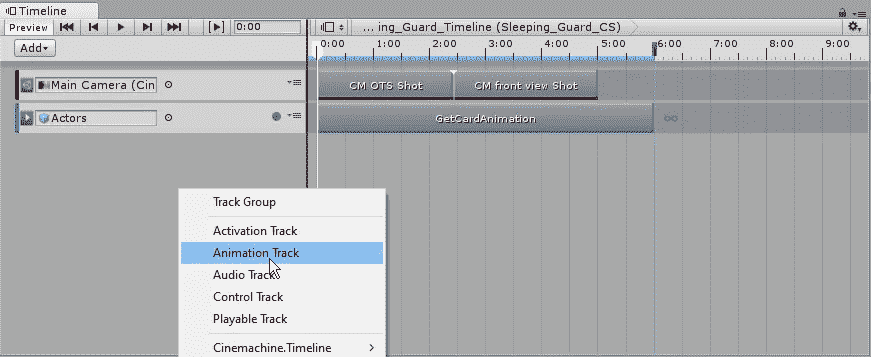 Timeline
Preview
[▶]
0:00
... ing_Guard_Timeline (Sleeping_Guard_CS)
Add
0:00 1:00 2:00 3:00 4:00 5:00 6:00 7:00 8:00 9:00
Main Camera (Cin
CM OTS Shot
CM front view Shot
Actors
GetCardAnimation
Track Group
Activation Track
Animation Track
Audio Track
Control Track
Playable Track
Cinemachine.Timeline